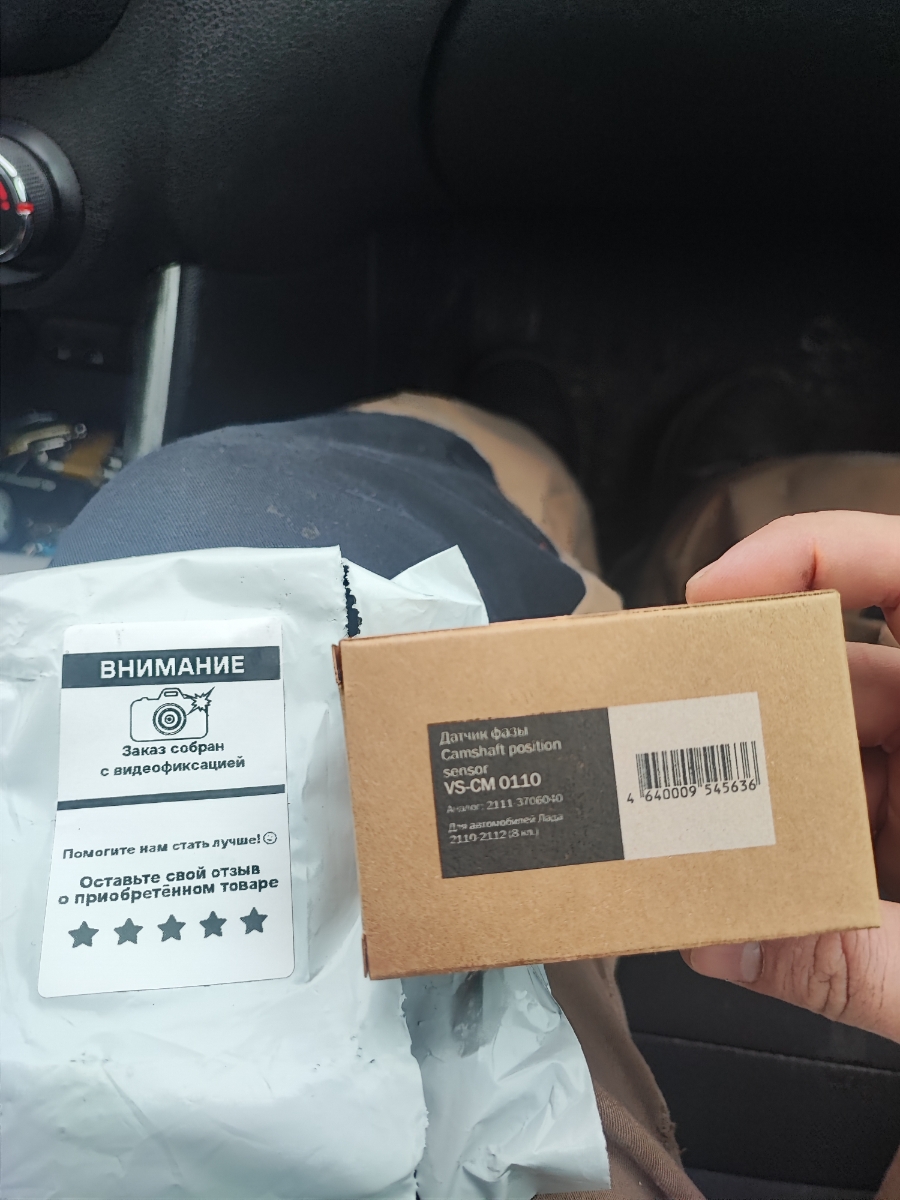 ВНИМАНИЕ
Заказ собран
с видеофиксацией
Помогите нам стать лучше!
Оставьте свой отзыв
о приобретённом товаре
Датчик фазы
Camshaft position
sensor
VS-CM 0110
Аналог: 2111-3706040
Для автомобилей Лада
2110-2112 (8 кл.)
4 640009 545636